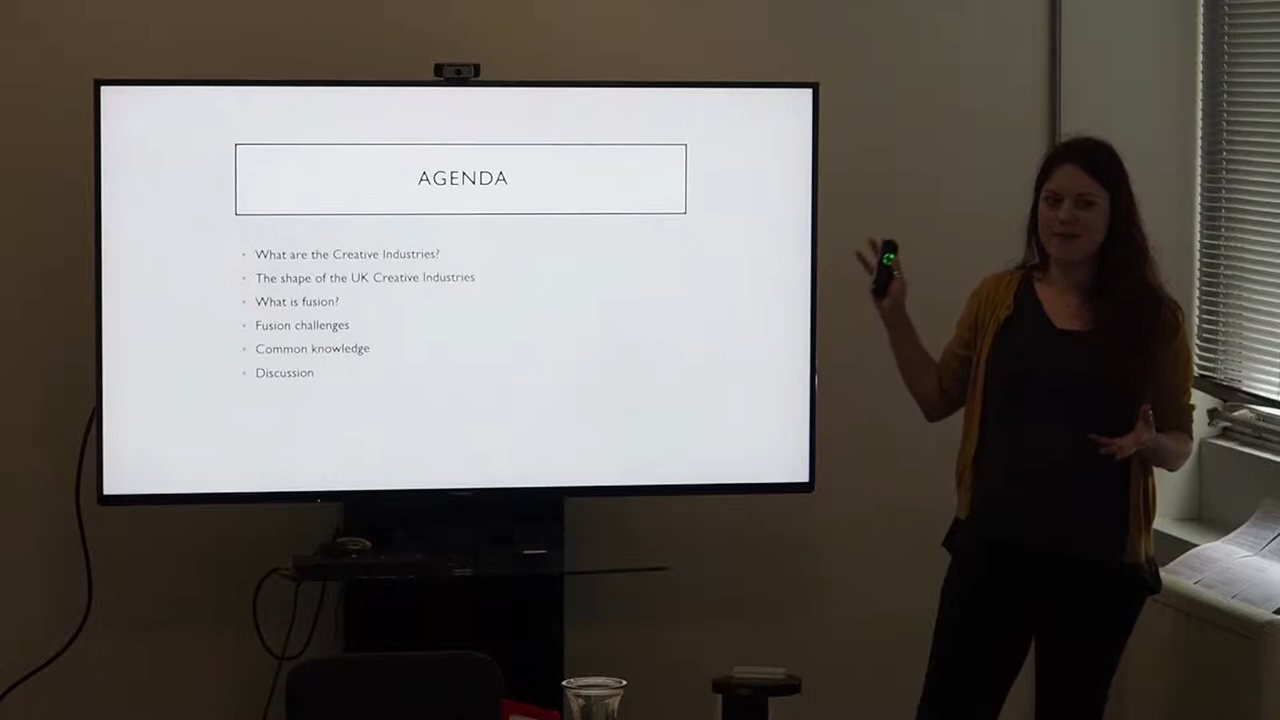 AGENDA
What are the Creative Industries?
The shape of the UK Creative Industries
What is fusion?
Fusion challenges
Common knowledge
Discussion